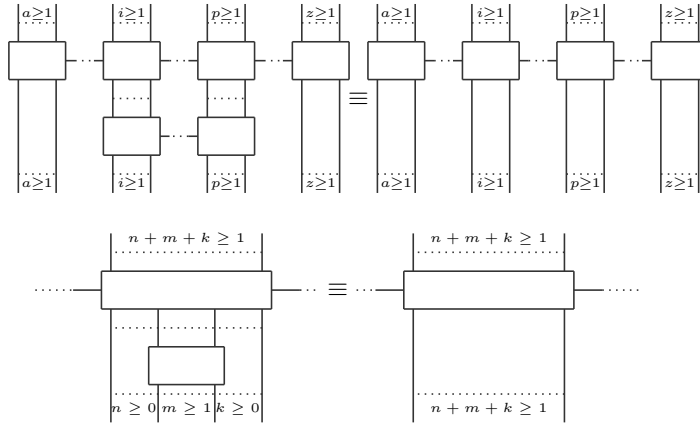 a≥1 i≥1 p≥1 z≥1 a≥1 i≥1 p≥1 z≥1
≡
a≥1 i≥1 p≥1 z≥1 a≥1 i≥1 p≥1 z≥1
n + m + k ≥ 1 n + m + k ≥ 1
≡
n ≥ 0 m ≥ 1 k ≥ 0 n + m + k ≥ 1